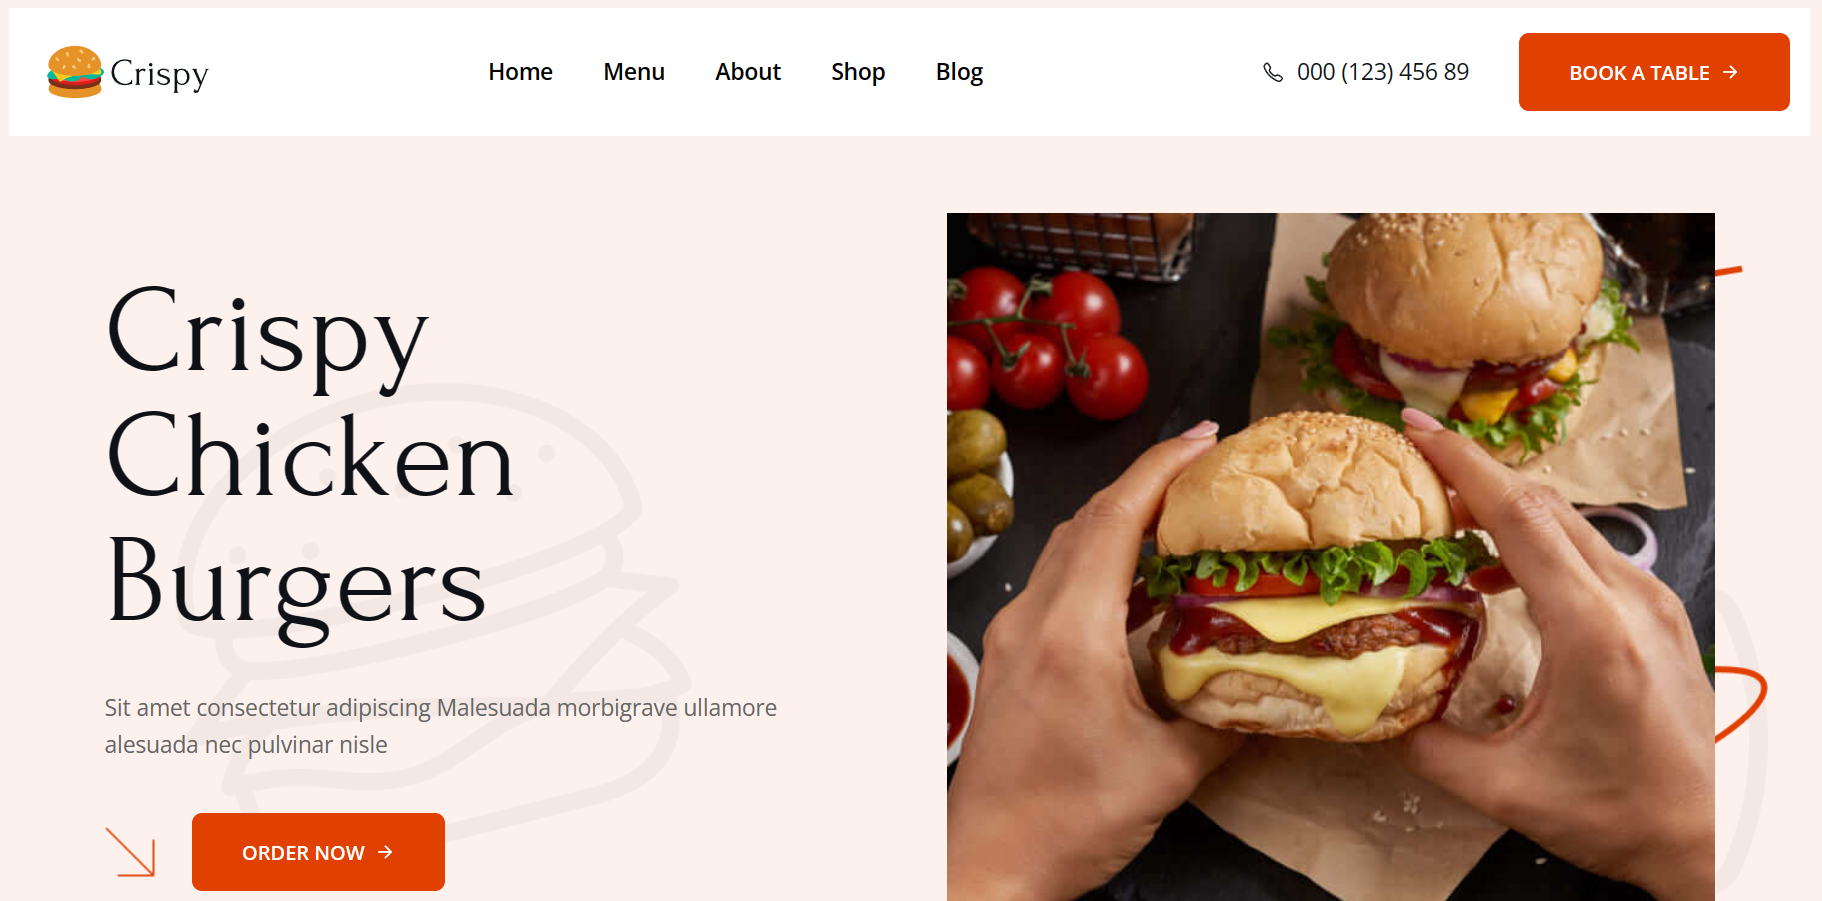 Crispy
Home Menu About Shop Blog
000 (123) 456 89
BOOK A TABLE
Crispy
Chicken
Burgers
Sit amet consectetur adipiscing Malesuada morbigrave ullamore
alesuada nec pulvinar nisle
ORDER NOW